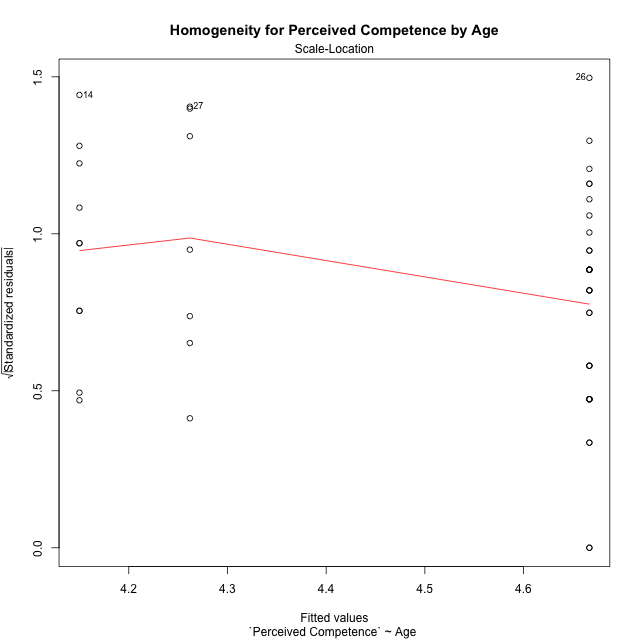 Homogeneity for Perceived Competence by Age
Scale-Location
√|Standardized residuals|
1.5
1.0
0.5
0.0
14
27
26
4.2 4.3 4.4 4.5 4.6
Fitted values
`Perceived Competence` ~ Age